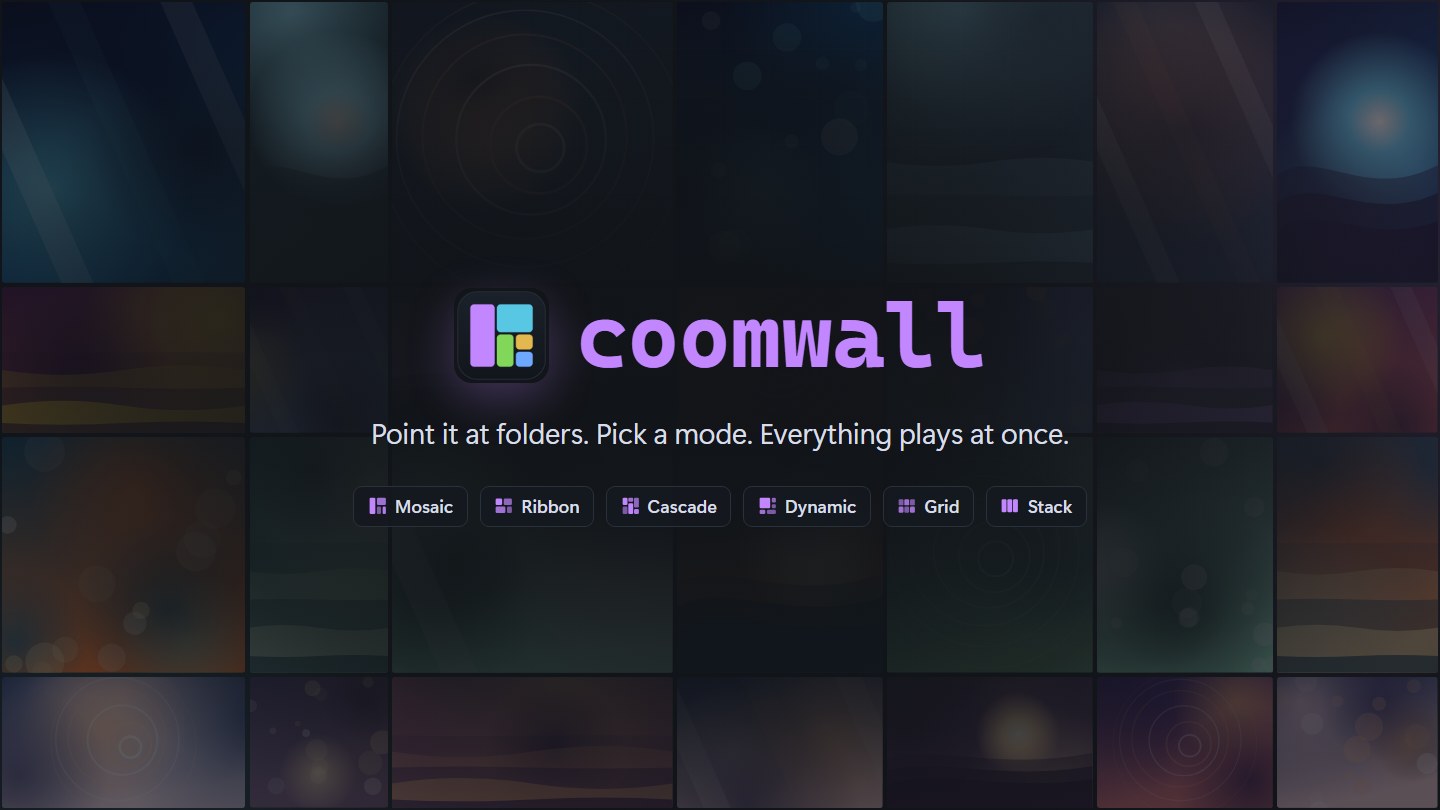 coomwall
Point it at folders. Pick a mode. Everything plays at once.
Mosaic Ribbon Cascade Dynamic Grid Stack